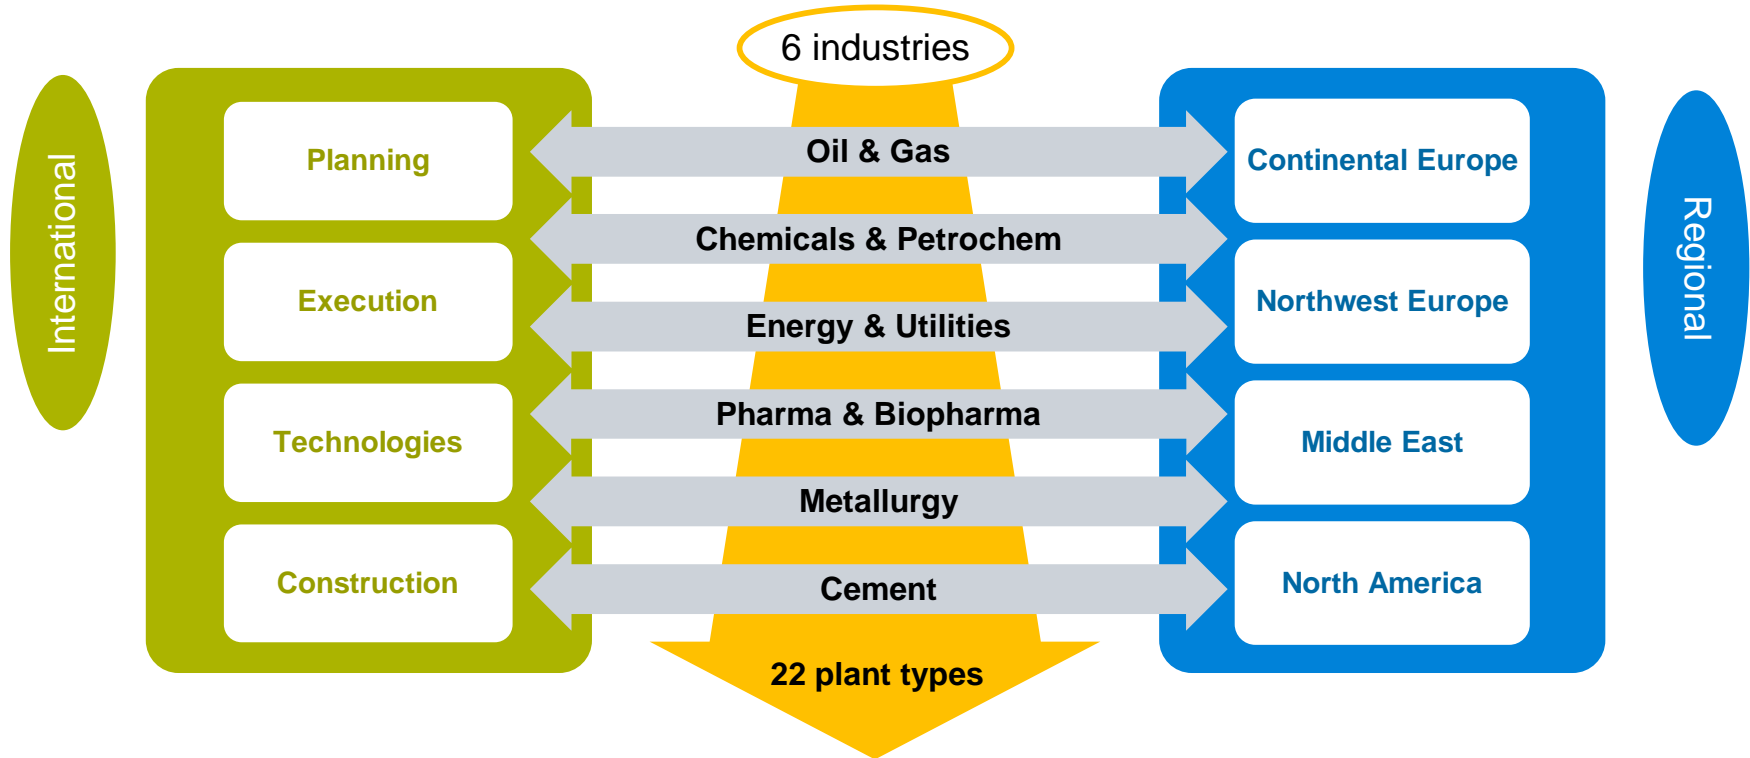 6 industries
International
Planning
Execution
Technologies
Construction
Oil & Gas
Chemicals & Petrochem
Energy & Utilities
Pharma & Biopharma
Metallurgy
Cement
22 plant types
Continental Europe
Northwest Europe
Middle East
North America
Regional